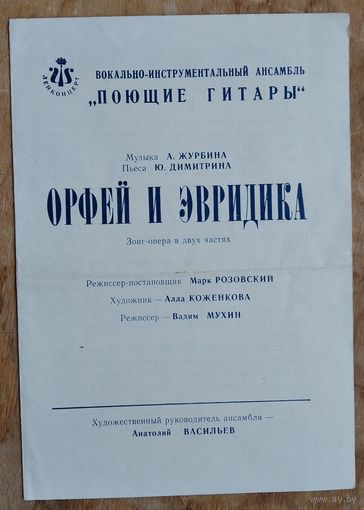 ЛЕНКОНЦЕРТ
ВОКАЛЬНО-ИНСТРУМЕНТАЛЬНЫЙ АНСАМБЛЬ
„ПОЮЩИЕ ГИТАРЫ“
Музыка А. ЖУРБИНА
Пьеса Ю. ДИМИТРИНА
ОРФЕЙ И ЭВРИДИКА
Зонг-опера в двух частях
Режиссер-постановщик Марк РОЗОВСКИЙ
Художник — Алла КОЖЕНКОВА
Режиссер — Вадим МУХИН
Художественный руководитель ансамбля —
Анатолий ВАСИЛЬЕВ
www.ay.by